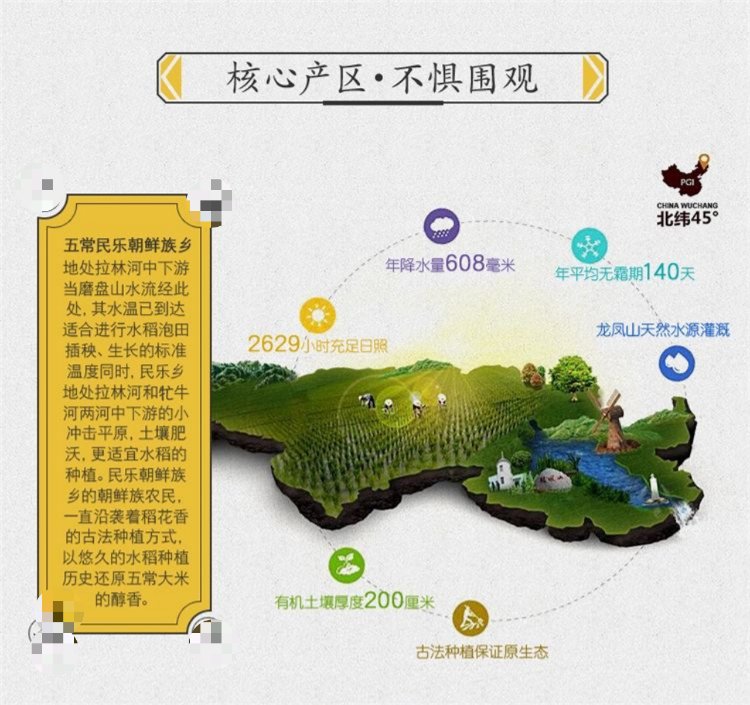 核心产区·不惧围观
PGI
CHINA WUCHANG
北纬45°
五常民乐朝鲜族乡
地处拉林河中下游
当磨盘山水流经此
处,其水温已到达
适合进行水稻泡田
插秧、生长的标准
温度同时,民乐乡
地处拉林河和牤牛
河两河中下游的小
冲击平原,土壤肥
沃,更适宜水稻的
种植。民乐朝鲜族
乡的朝鲜族农民,
一直沿袭着稻花香
的古法种植方式,
以悠久的水稻种植
历史还原五常大米
的醇香。
年降水量608毫米
年平均无霜期140天
2629小时充足日照
龙凤山天然水源灌溉
有机土壤厚度200厘米
古法种植保证原生态